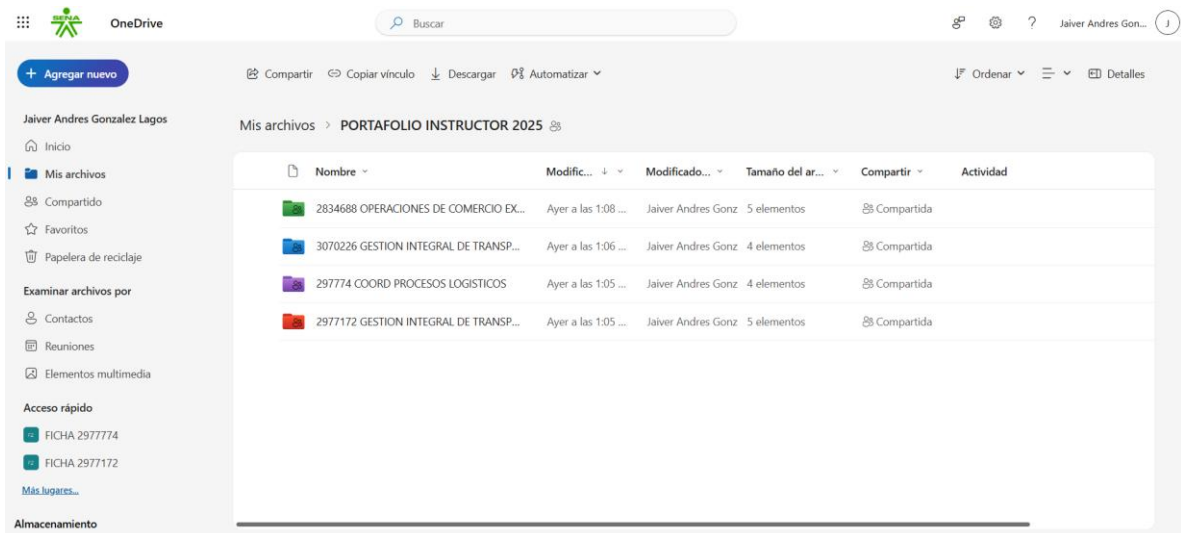 SENA
OneDrive
Buscar
Jaiver Andres Gon...
J
Agregar nuevo
Compartir
Copiar vínculo
Descargar
Automatizar
Ordenar
Detalles
Jaiver Andres Gonzalez Lagos
Inicio
Mis archivos
Compartido
Favoritos
Papelera de reciclaje
Examinar archivos por
Contactos
Reuniones
Elementos multimedia
Acceso rápido
FICHA 2977774
FICHA 2977172
Más lugares...
Almacenamiento
Mis archivos > PORTAFOLIO INSTRUCTOR 2025
Nombre Modific... Modificado... Tamaño del ar... Compartir Actividad
2834688 OPERACIONES DE COMERCIO EX... Ayer a las 1:08 ... Jaiver Andres Gonz 5 elementos Compartida
3070226 GESTION INTEGRAL DE TRANSP... Ayer a las 1:06 ... Jaiver Andres Gonz 4 elementos Compartida
297774 COORD PROCESOS LOGISTICOS Ayer a las 1:05 ... Jaiver Andres Gonz 4 elementos Compartida
2977172 GESTION INTEGRAL DE TRANSP... Ayer a las 1:05 ... Jaiver Andres Gonz 5 elementos Compartida